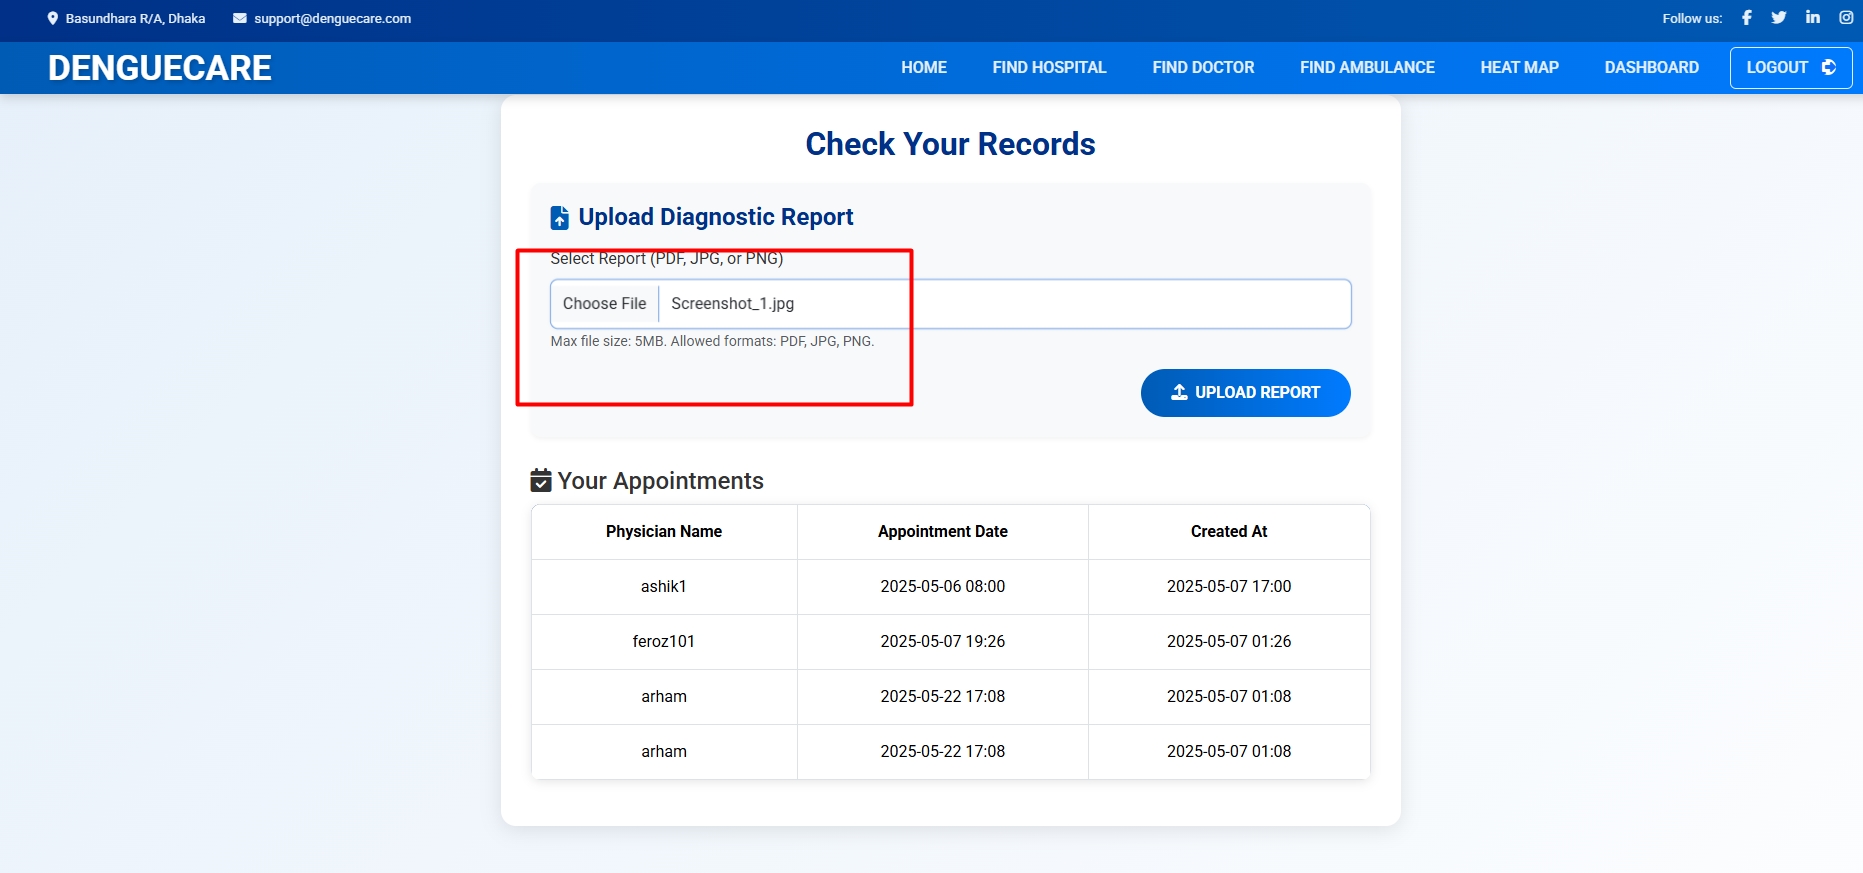 Basundhara R/A, Dhaka support@denguecare.com Follow us:
DENGUECARE HOME FIND HOSPITAL FIND DOCTOR FIND AMBULANCE HEAT MAP DASHBOARD LOGOUT
Check Your Records
Upload Diagnostic Report
Select Report (PDF, JPG, or PNG)
Choose File Screenshot_1.jpg
Max file size: 5MB. Allowed formats: PDF, JPG, PNG.
UPLOAD REPORT
Your Appointments
Physician Name Appointment Date Created At
ashik1 2025-05-06 08:00 2025-05-07 17:00
feroz101 2025-05-07 19:26 2025-05-07 01:26
arham 2025-05-22 17:08 2025-05-07 01:08
arham 2025-05-22 17:08 2025-05-07 01:08